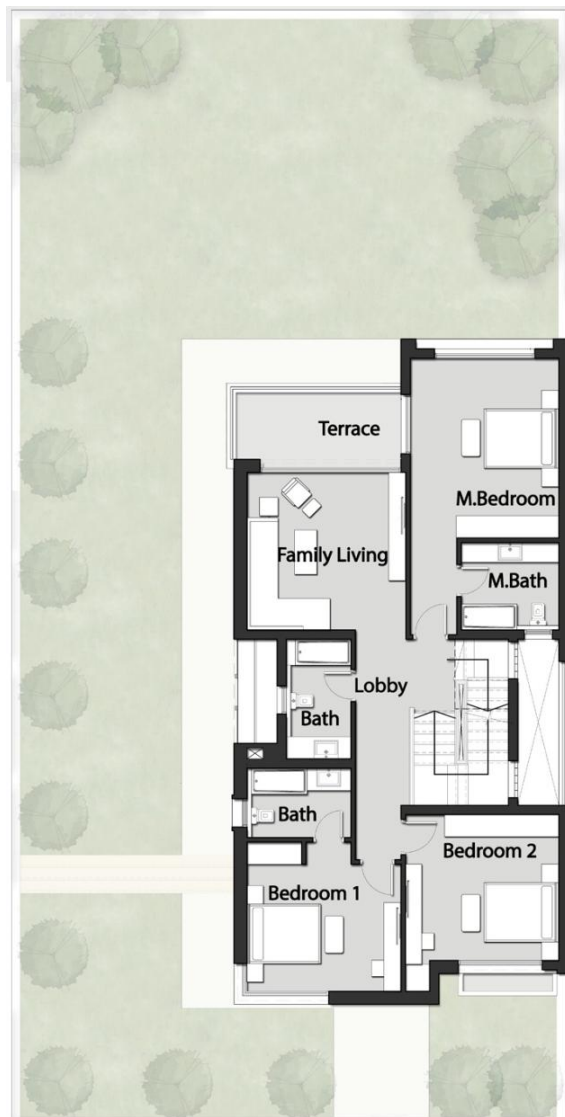 Terrace
M.Bedroom
Family Living
M.Bath
Lobby
Bath
Bath
Bedroom 2
Bedroom 1